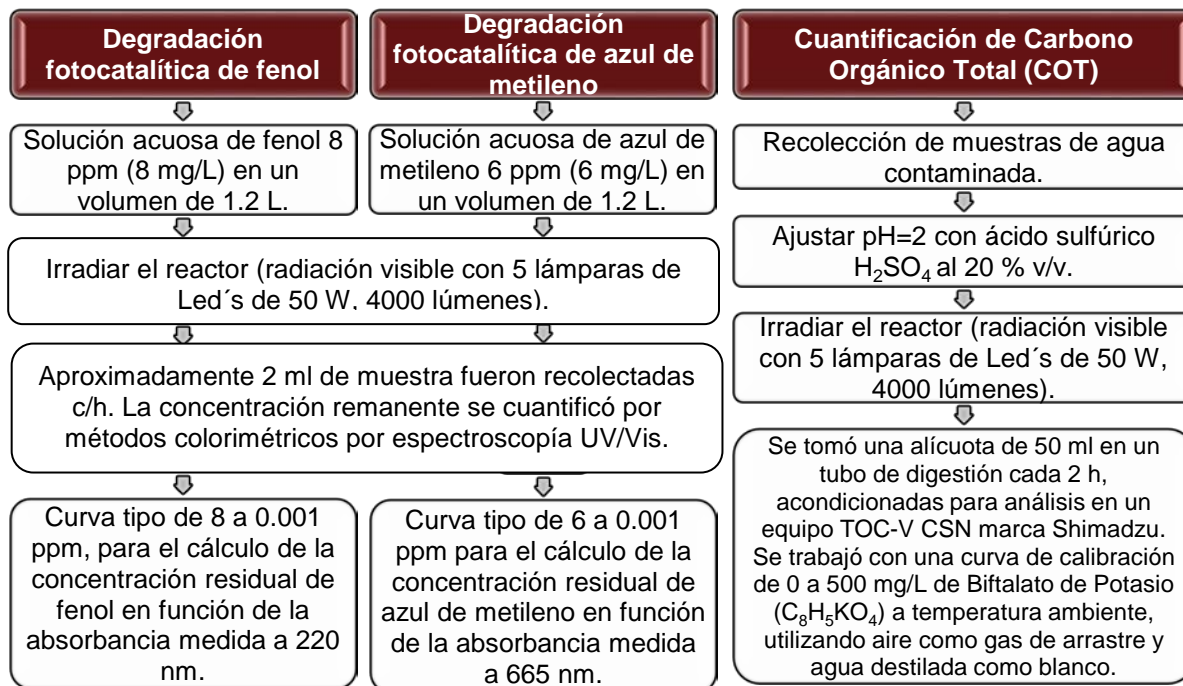 Degradación
fotocatalítica de fenol
Solución acuosa de fenol 8
ppm (8 mg/L) en un
volumen de 1.2 L.
Degradación
fotocatalítica de azul de
metileno
Solución acuosa de azul de
metileno 6 ppm (6 mg/L) en
un volumen de 1.2 L.
Irradiar el reactor (radiación visible con 5 lámparas de
Led´s de 50 W, 4000 lúmenes).
Aproximadamente 2 ml de muestra fueron recolectadas
c/h. La concentración remanente se cuantificó por
métodos colorimétricos por espectroscopía UV/Vis.
Curva tipo de 8 a 0.001
ppm, para el cálculo de la
concentración residual de
fenol en función de la
absorbancia medida a 220
nm.
Curva tipo de 6 a 0.001
ppm para el cálculo de la
concentración residual de
azul de metileno en función
de la absorbancia medida
a 665 nm.
Cuantificación de Carbono
Orgánico Total (COT)
Recolección de muestras de agua
contaminada.
Ajustar pH=2 con ácido sulfúrico
H₂SO₄ al 20 % v/v.
Irradiar el reactor (radiación visible
con 5 lámparas de Led´s de 50 W,
4000 lúmenes).
Se tomó una alícuota de 50 ml en un
tubo de digestión cada 2 h,
acondicionadas para análisis en un
equipo TOC-V CSN marca Shimadzu.
Se trabajó con una curva de calibración
de 0 a 500 mg/L de Biftalato de Potasio
(C₈H₅KO₄) a temperatura ambiente,
utilizando aire como gas de arrastre y
agua destilada como blanco.